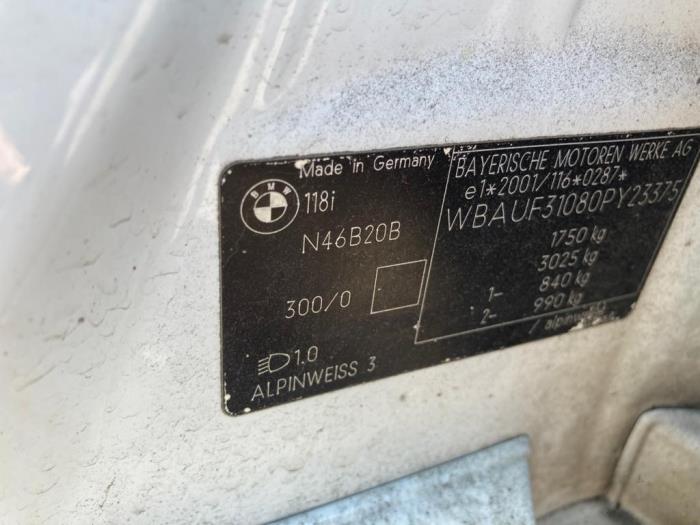 Made in Germany
BMW
118i
N46B20B
300/0
1.0
ALPINWEISS 3
BAYERISCHE MOTOREN WERKE AG
e1*2001/116*0287*
WBAUF31080PY23375
1750 kg
3025 kg
1- 840 kg
2- 990 kg